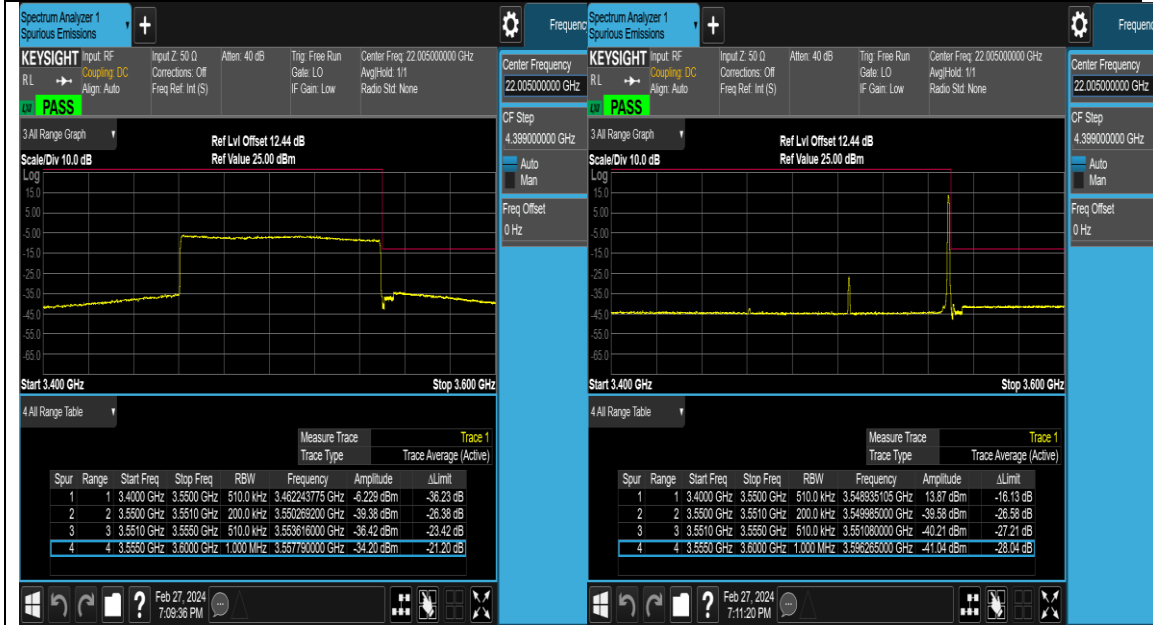 Spectrum Analyzer 1
Spurious Emissions
+
Frequenc
KEYSIGHT Input: RF Input Z: 50 Ω Atten: 40 dB Trig: Free Run Center Freq: 22.005000000 GHz
RL Coupling: DC Corrections: Off Gate: LO Avg|Hold: 1/1
Align: Auto Freq Ref: Int (S) IF Gain: Low Radio Std: None
LXI PASS
Center Frequency
22.005000000 GHz
CF Step
4.399000000 GHz
Auto
Man
Freq Offset
0 Hz
3 All Range Graph
Ref Lvl Offset 12.44 dB
Scale/Div 10.0 dB Ref Value 25.00 dBm
Log
15.0
5.00
-5.00
-15.0
-25.0
-35.0
-45.0
-55.0
-65.0
Start 3.400 GHz Stop 3.600 GHz
4 All Range Table
Measure Trace Trace 1
Trace Type Trace Average (Active)
Spur Range Start Freq Stop Freq RBW Frequency Amplitude ΔLimit
1 1 3.4000 GHz 3.5500 GHz 510.0 kHz 3.462243775 GHz -6.229 dBm -36.23 dB
2 2 3.5500 GHz 3.5510 GHz 200.0 kHz 3.550269200 GHz -39.38 dBm -26.38 dB
3 3 3.5510 GHz 3.5550 GHz 510.0 kHz 3.553616000 GHz -36.42 dBm -23.42 dB
4 4 3.5550 GHz 3.6000 GHz 1.000 MHz 3.557790000 GHz -34.20 dBm -21.20 dB
?
Feb 27, 2024
7:09:36 PM
Spectrum Analyzer 1
Spurious Emissions
+
Frequenc
KEYSIGHT Input: RF Input Z: 50 Ω Atten: 40 dB Trig: Free Run Center Freq: 22.005000000 GHz
RL Coupling: DC Corrections: Off Gate: LO Avg|Hold: 1/1
Align: Auto Freq Ref: Int (S) IF Gain: Low Radio Std: None
LXI PASS
Center Frequency
22.005000000 GHz
CF Step
4.399000000 GHz
Auto
Man
Freq Offset
0 Hz
3 All Range Graph
Ref Lvl Offset 12.44 dB
Scale/Div 10.0 dB Ref Value 25.00 dBm
Log
15.0
5.00
-5.00
-15.0
-25.0
-35.0
-45.0
-55.0
-65.0
Start 3.400 GHz Stop 3.600 GHz
4 All Range Table
Measure Trace Trace 1
Trace Type Trace Average (Active)
Spur Range Start Freq Stop Freq RBW Frequency Amplitude ΔLimit
1 1 3.4000 GHz 3.5500 GHz 510.0 kHz 3.548935105 GHz 13.87 dBm -16.13 dB
2 2 3.5500 GHz 3.5510 GHz 200.0 kHz 3.549985000 GHz -39.58 dBm -26.58 dB
3 3 3.5510 GHz 3.5550 GHz 510.0 kHz 3.551080000 GHz -40.21 dBm -27.21 dB
4 4 3.5550 GHz 3.6000 GHz 1.000 MHz 3.596265000 GHz -41.04 dBm -28.04 dB
?
Feb 27, 2024
7:11:20 PM